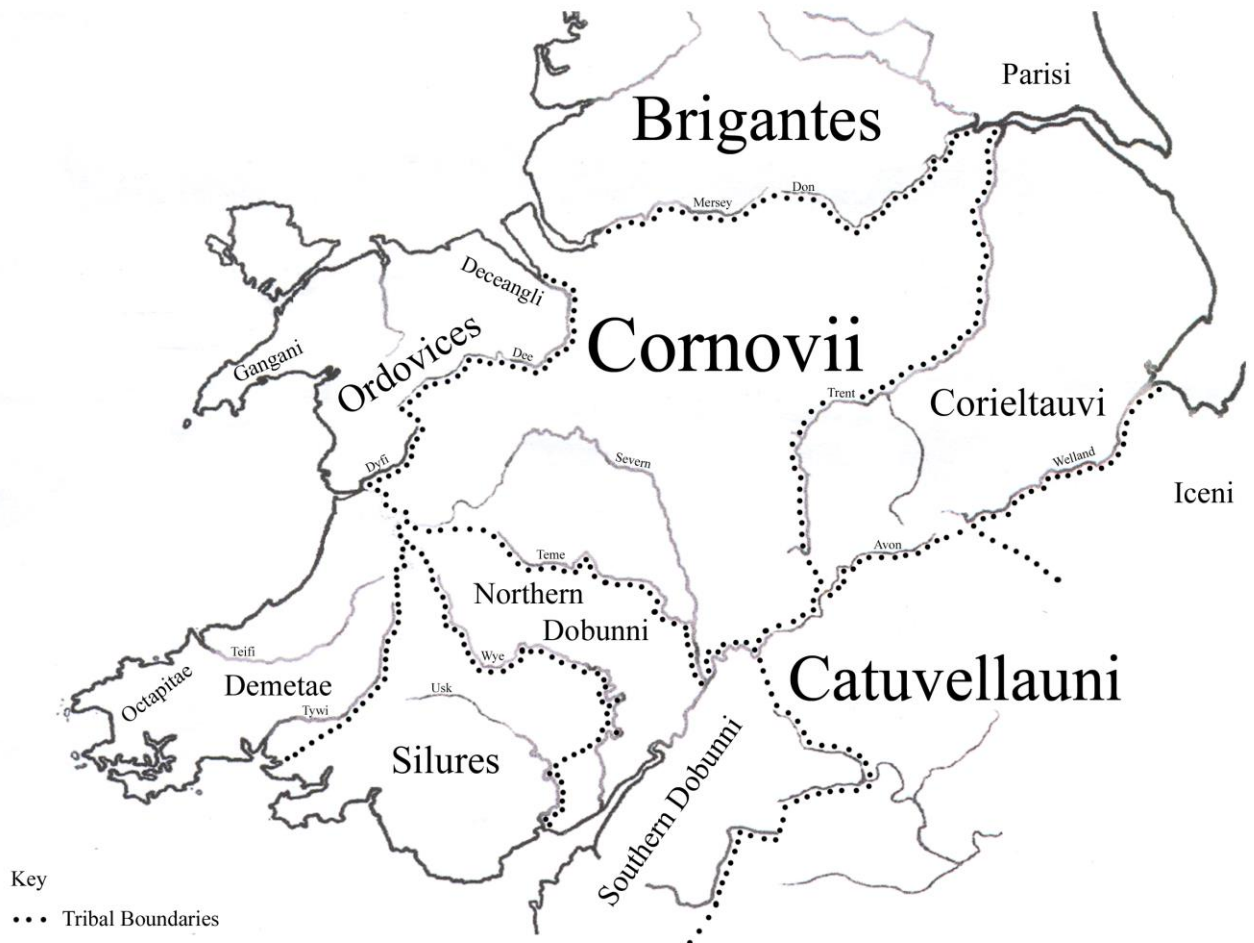 Parisi
Brigantes
Mersey
Don
Deceangli
Gangani
Ordovices
Dee
Cornovii
Trent
Corieltauvi
Welland
Iceni
Dyfi
Severn
Avon
Teme
Northern
Dobunni
Wye
Teifi
Octapitae
Demetae
Tywi
Usk
Silures
Catuvellauni
Southern Dobunni
Key
Tribal Boundaries